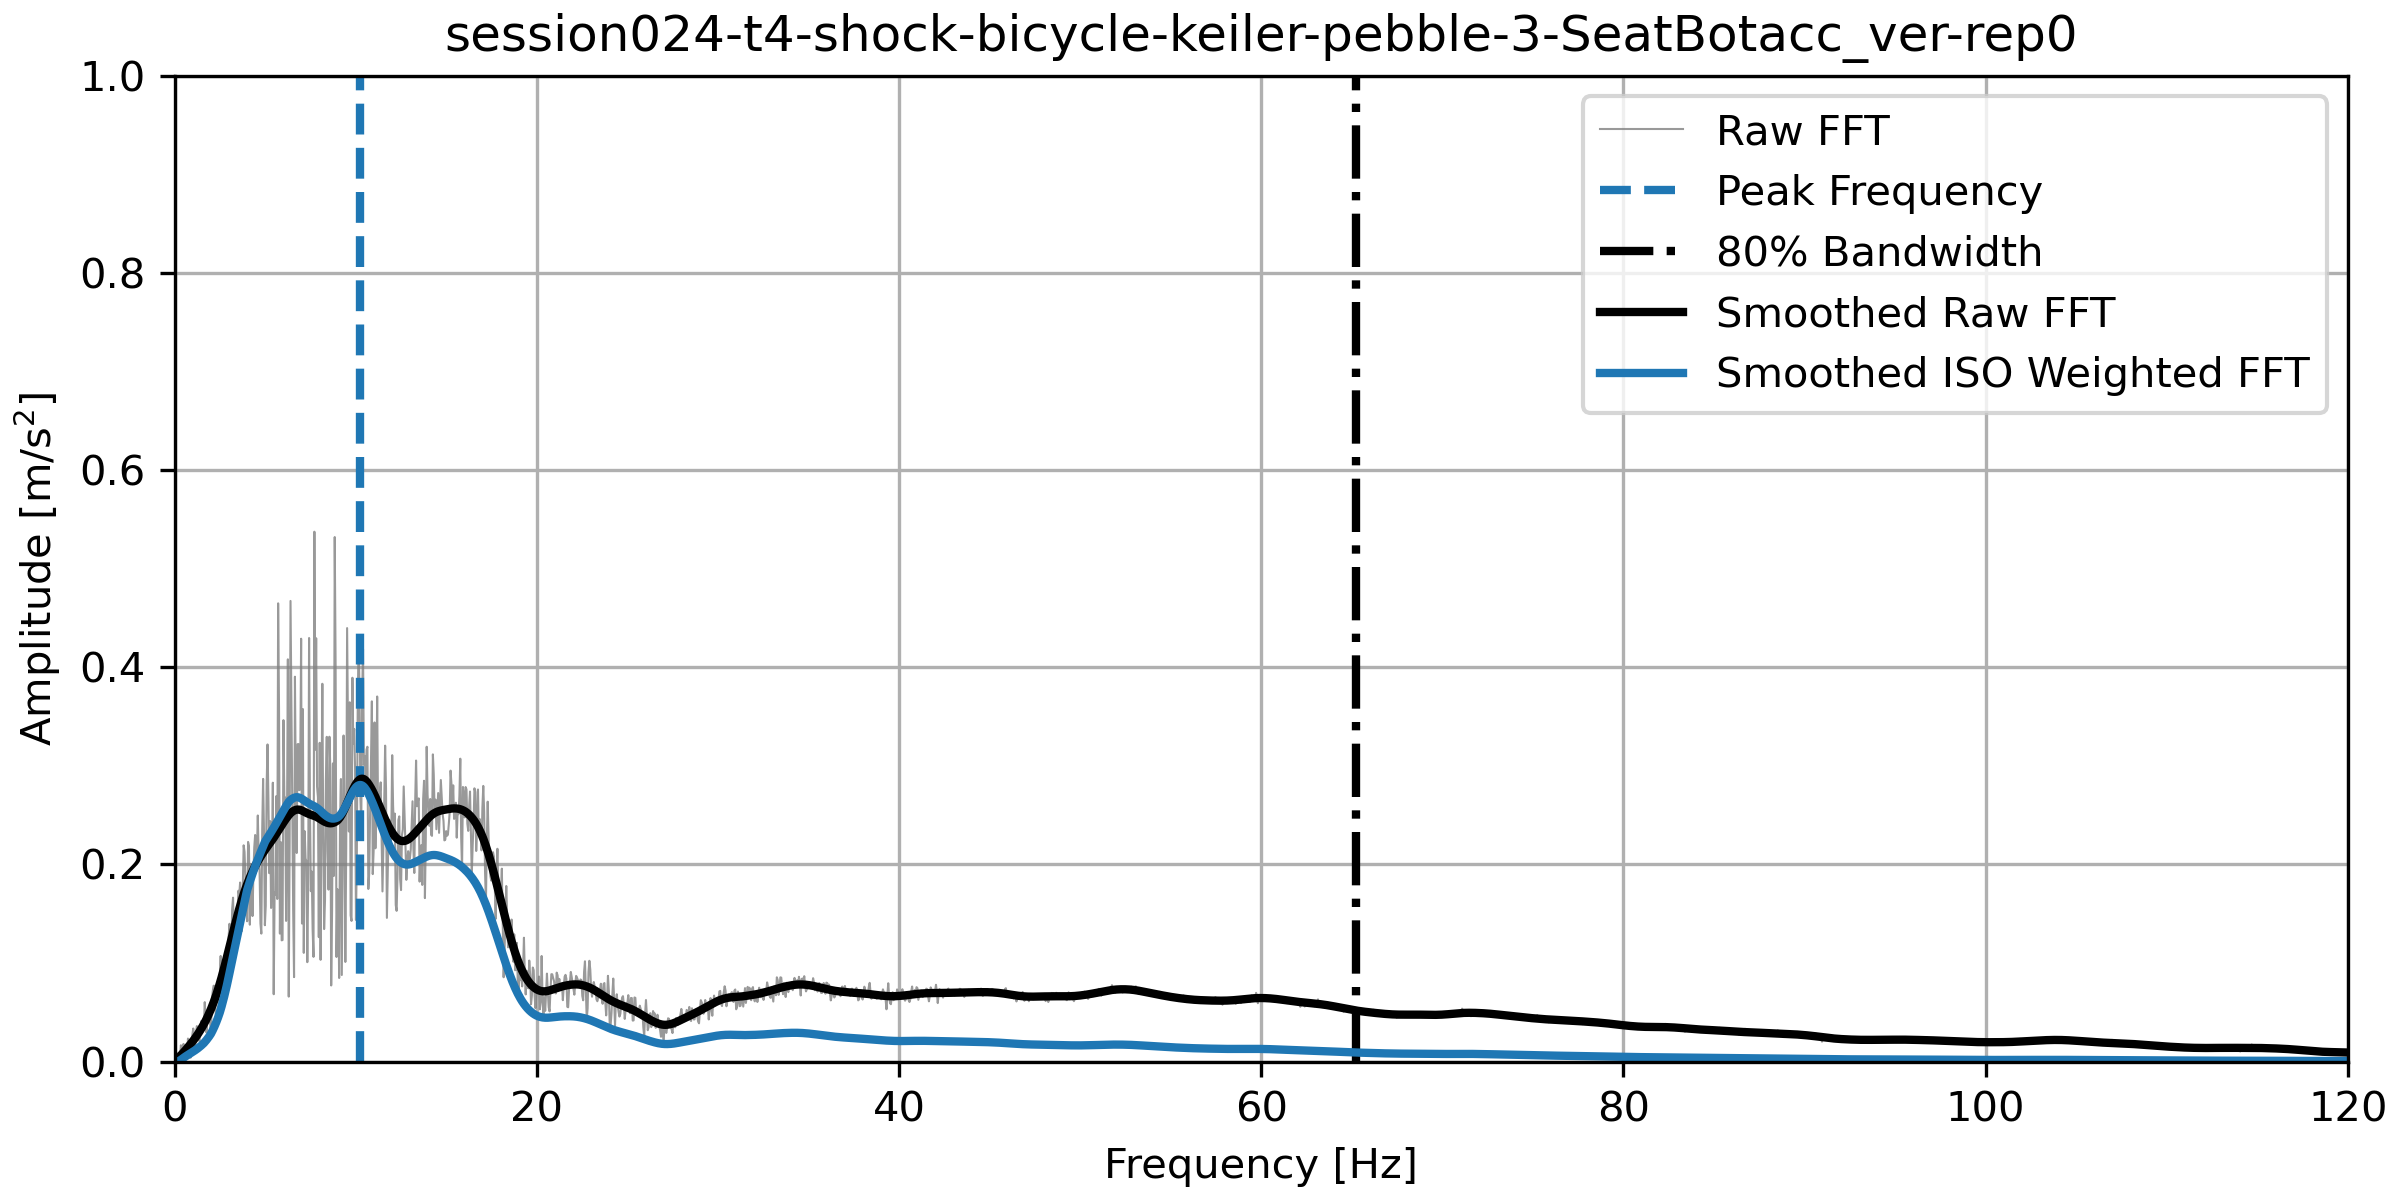 session024-t4-shock-bicycle-keiler-pebble-3-SeatBotacc_ver-rep0
1.0
0.8
0.6
0.4
0.2
0.0
Amplitude [m/s²]
Raw FFT
Peak Frequency
80% Bandwidth
Smoothed Raw FFT
Smoothed ISO Weighted FFT
0 20 40 60 80 100 120
Frequency [Hz]